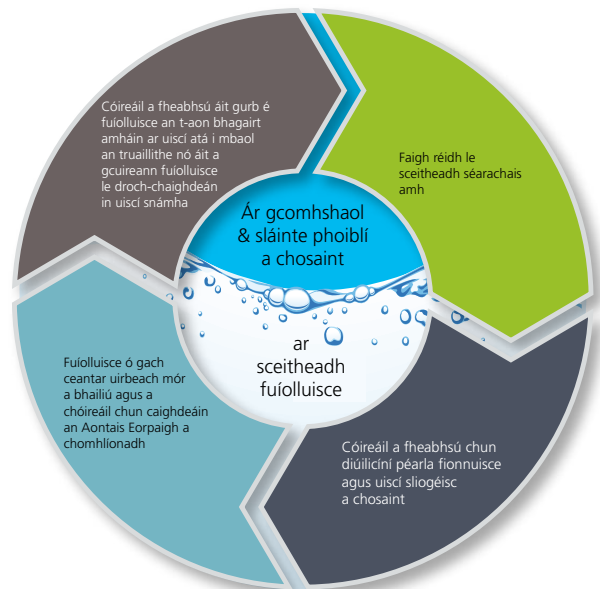 Cóireáil a fheabhsú áit gurb é
fuíolluisce an t-aon bhagairt
amháin ar uiscí atá i mbaol
an truaillithe nó áit a
gcuireann fuíolluisce
le droch-chaighdeán
in uiscí snámha
Faigh réidh le
sceitheadh séarachais
amh
Ár gcomhshaol
& sláinte phoiblí
a chosaint
ar
sceitheadh
fuíolluisce
Fuíolluisce ó gach
ceantar uirbeach mór
a bhailiú agus a
chóireáil chun caighdeáin
an Aontais Eorpaigh a
chomhlíonadh
Cóireáil a fheabhsú chun
diúilicíní péarla fionnuisce
agus uiscí sliogéisc
a chosaint